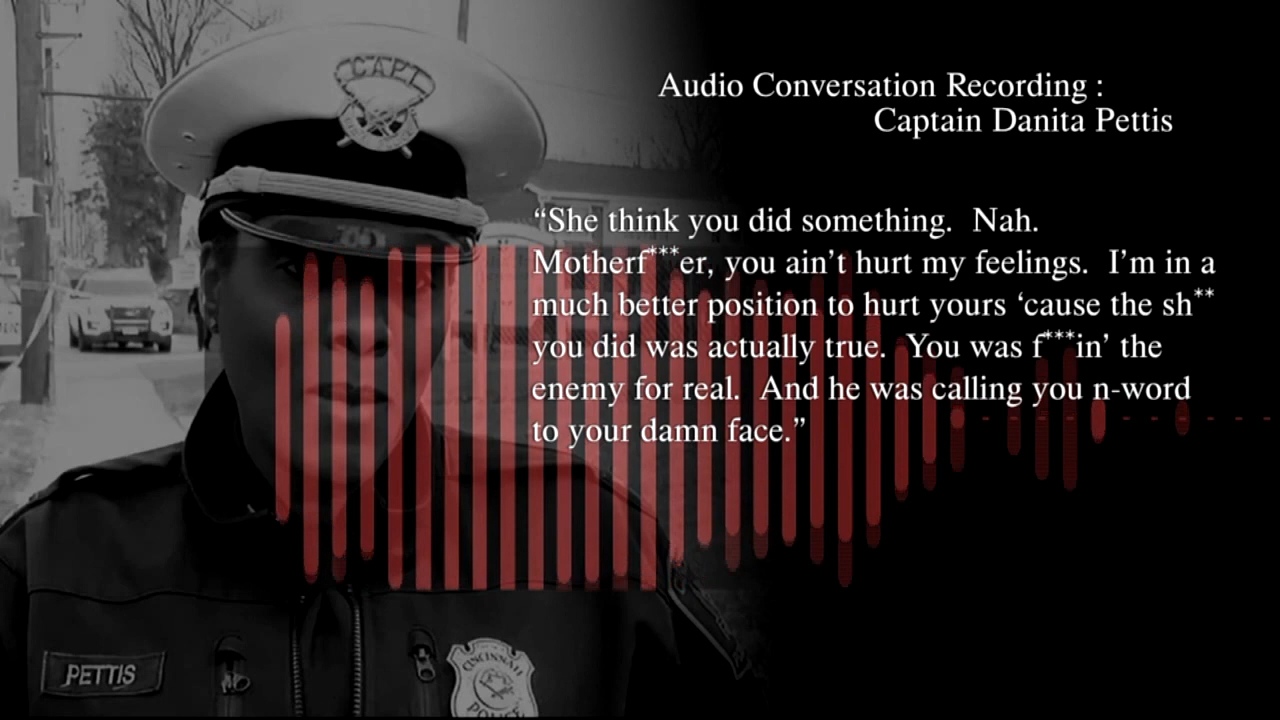 CAPT
Audio Conversation Recording :
Captain Danita Pettis
“She think you did something.  Nah.
Motherf***er, you ain’t hurt my feelings.  I’m in a
much better position to hurt yours ‘cause the sh**
you did was actually true.  You was f***in’ the
enemy for real.  And he was calling you n-word
to your damn face.”
PETTIS
CINCINNATI
POLICE